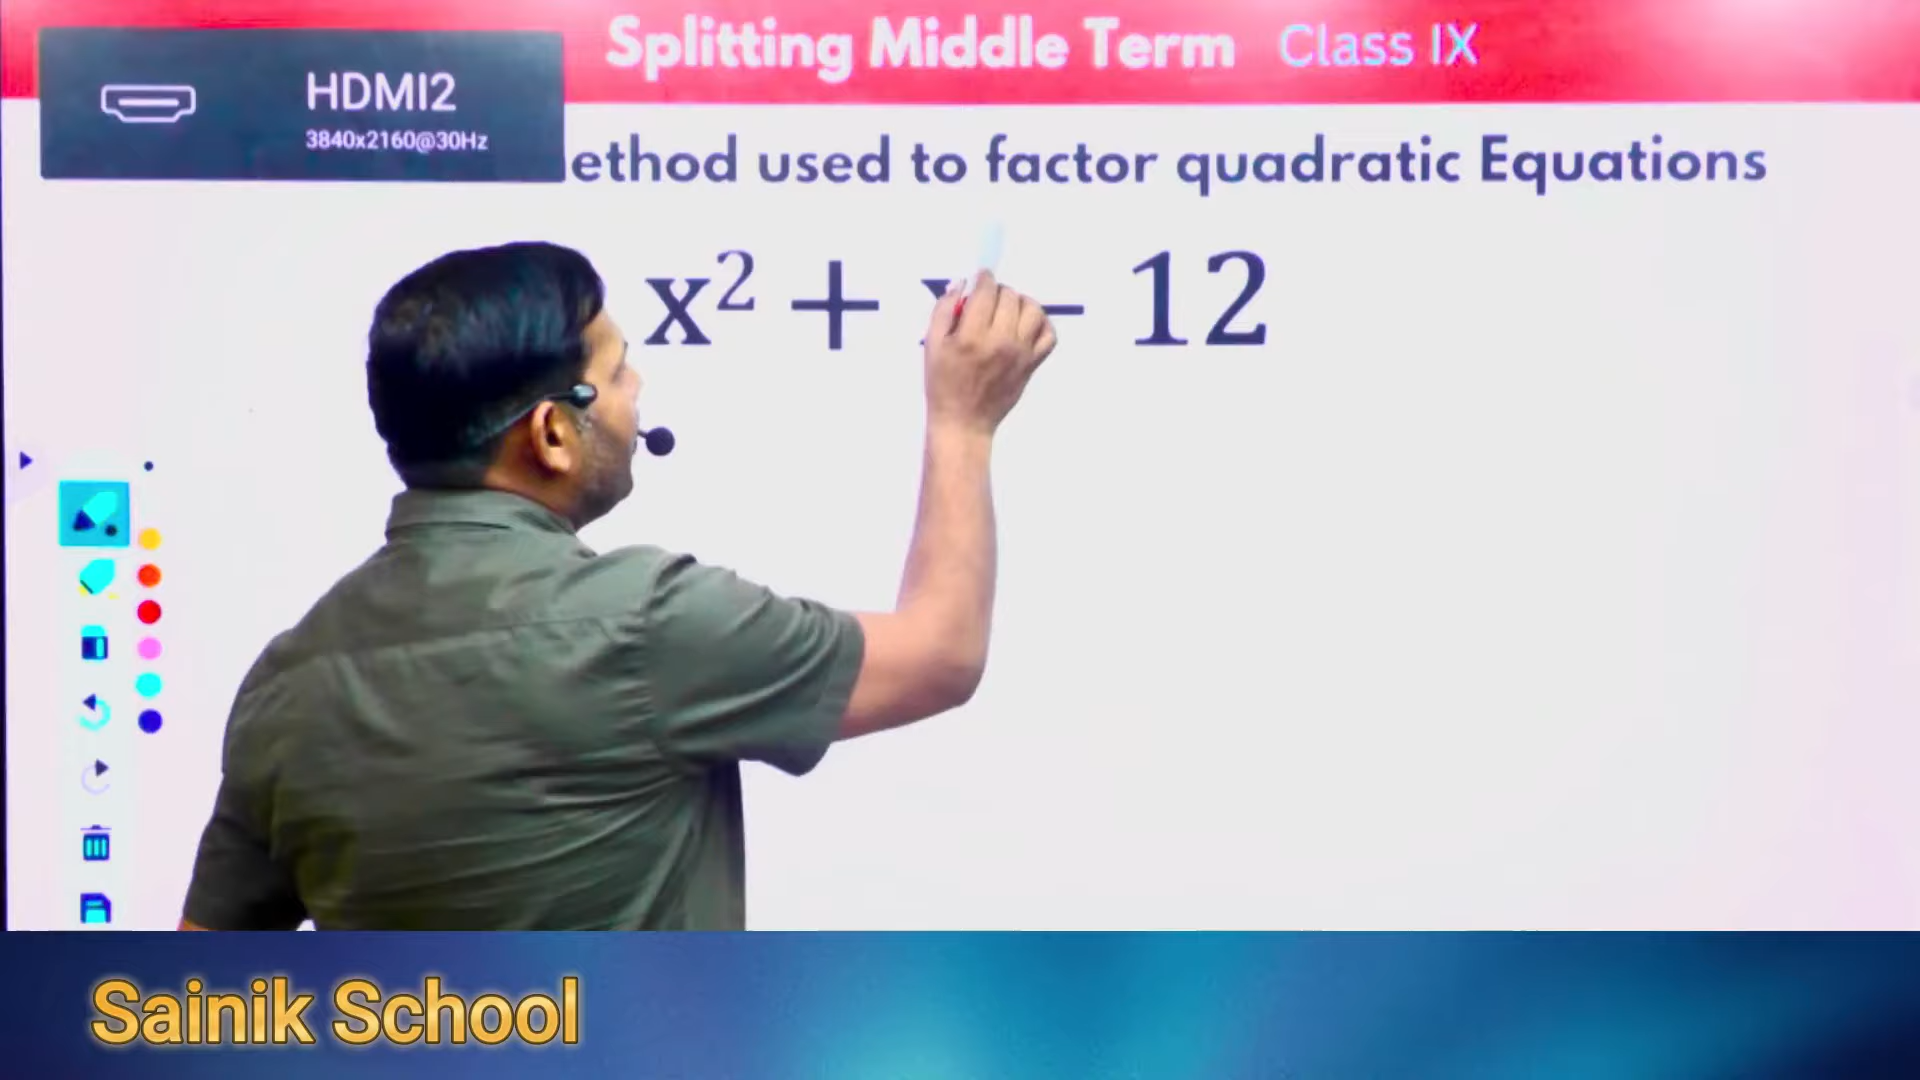 Splitting Middle Term Class IX
HDMI2
3840x2160@30Hz
ethod used to factor quadratic Equations
x² + x – 12
Sainik School